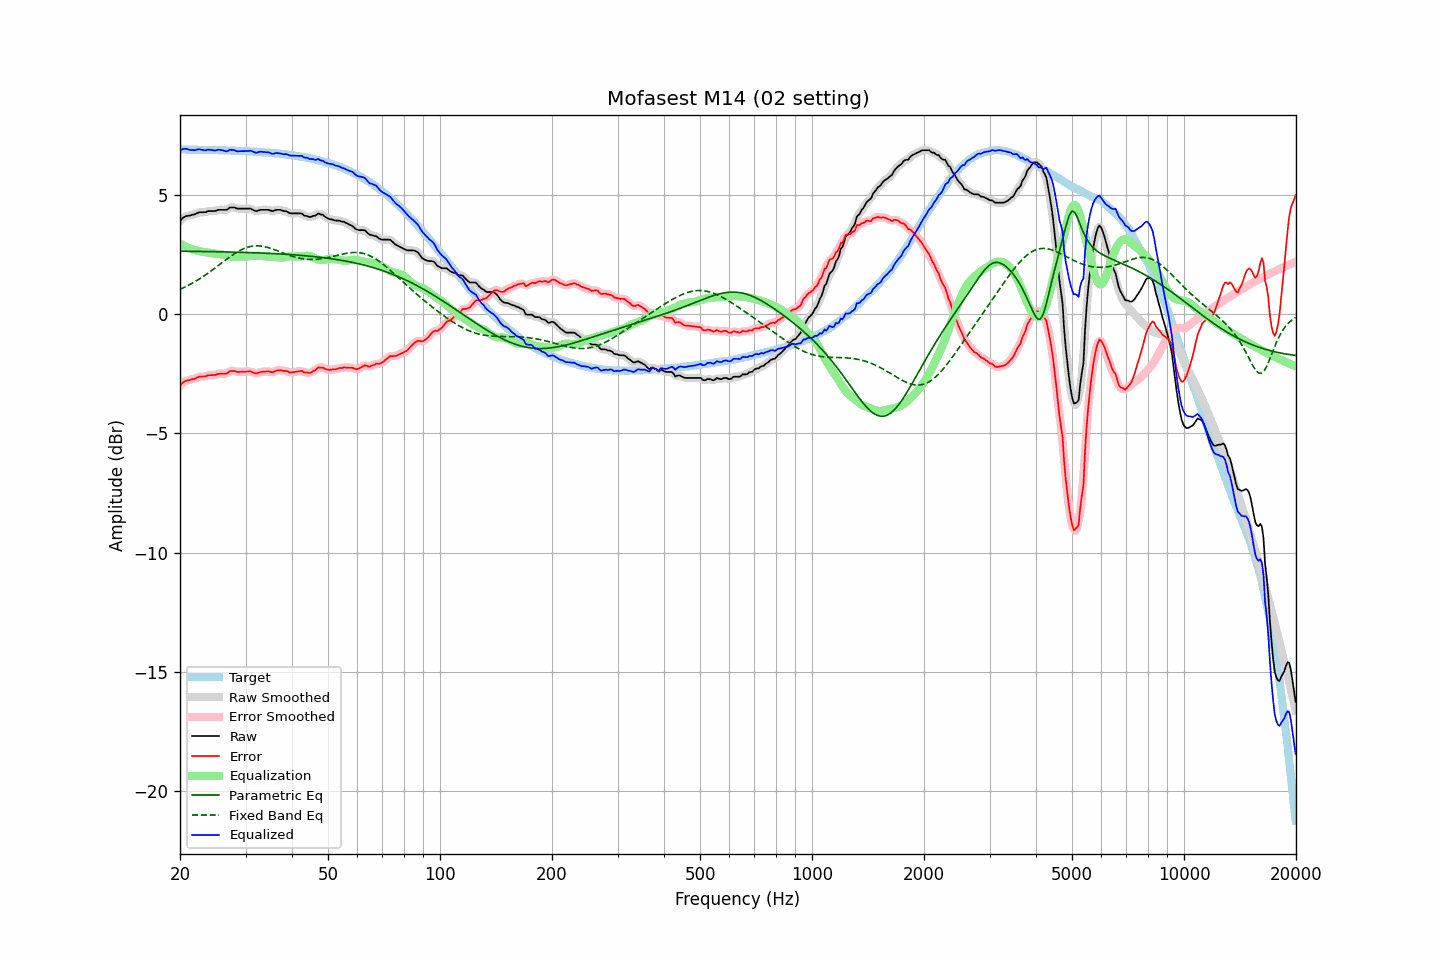 Mofasest M14 (02 setting)
5
0
−5
−10
−15
−20
Amplitude (dBr)
Target
Raw Smoothed
Error Smoothed
Raw
Error
Equalization
Parametric Eq
Fixed Band Eq
Equalized
20 50 100 200 500 1000 2000 5000 10000 20000
Frequency (Hz)